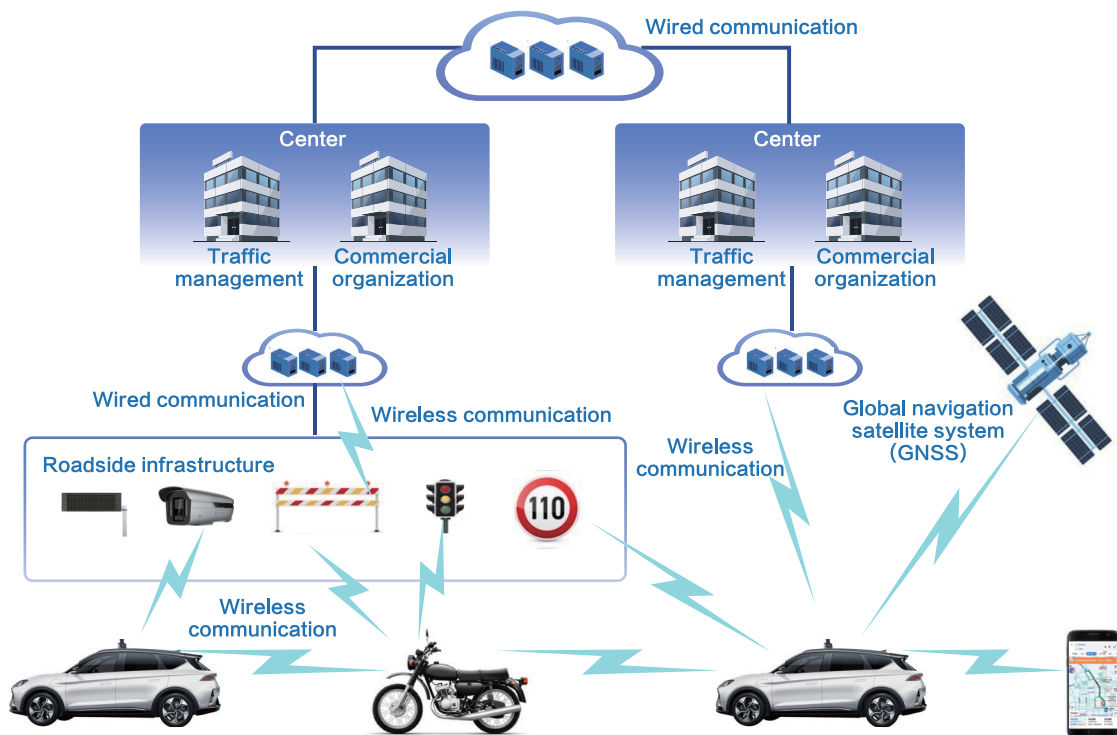 Wired communication
Center
Traffic
management
Commercial
organization
Center
Traffic
management
Commercial
organization
Wired communication
Wireless communication
Wireless
communication
Global navigation
satellite system
(GNSS)
Roadside infrastructure
110
Wireless
communication